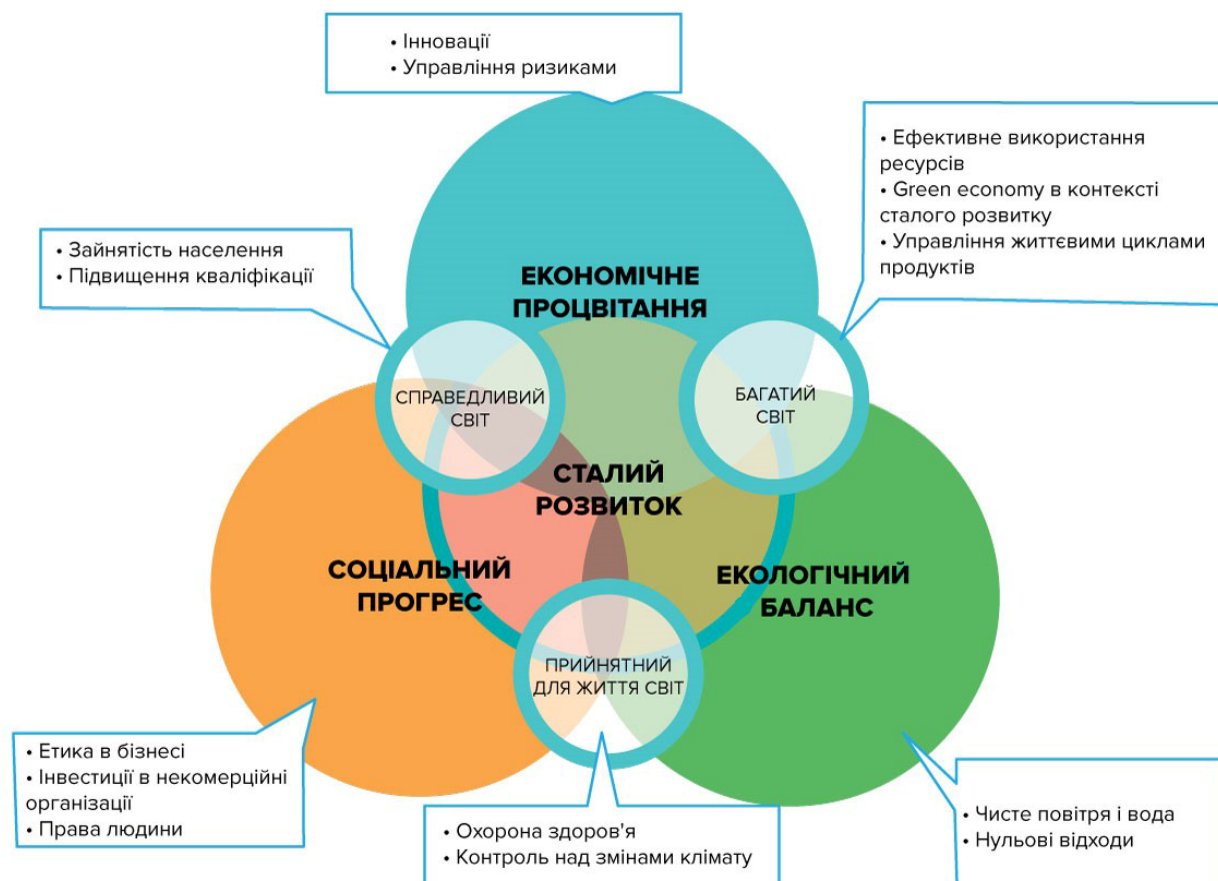 • Інновації
• Управління ризиками
• Ефективне використання
ресурсів
• Green economy в контексті
сталого розвитку
• Управління життєвими циклами
продуктів
• Зайнятість населення
• Підвищення кваліфікації
ЕКОНОМІЧНЕ
ПРОЦВІТАННЯ
СПРАВЕДЛИВИЙ
СВІТ
БАГАТИЙ
СВІТ
СТАЛИЙ
РОЗВИТОК
СОЦІАЛЬНИЙ
ПРОГРЕС
ЕКОЛОГІЧНИЙ
БАЛАНС
ПРИЙНЯТНИЙ
ДЛЯ ЖИТТЯ СВІТ
• Етика в бізнесі
• Інвестиції в некомерційні
організації
• Права людини
• Охорона здоров'я
• Контроль над змінами клімату
• Чисте повітря і вода
• Нульові відходи